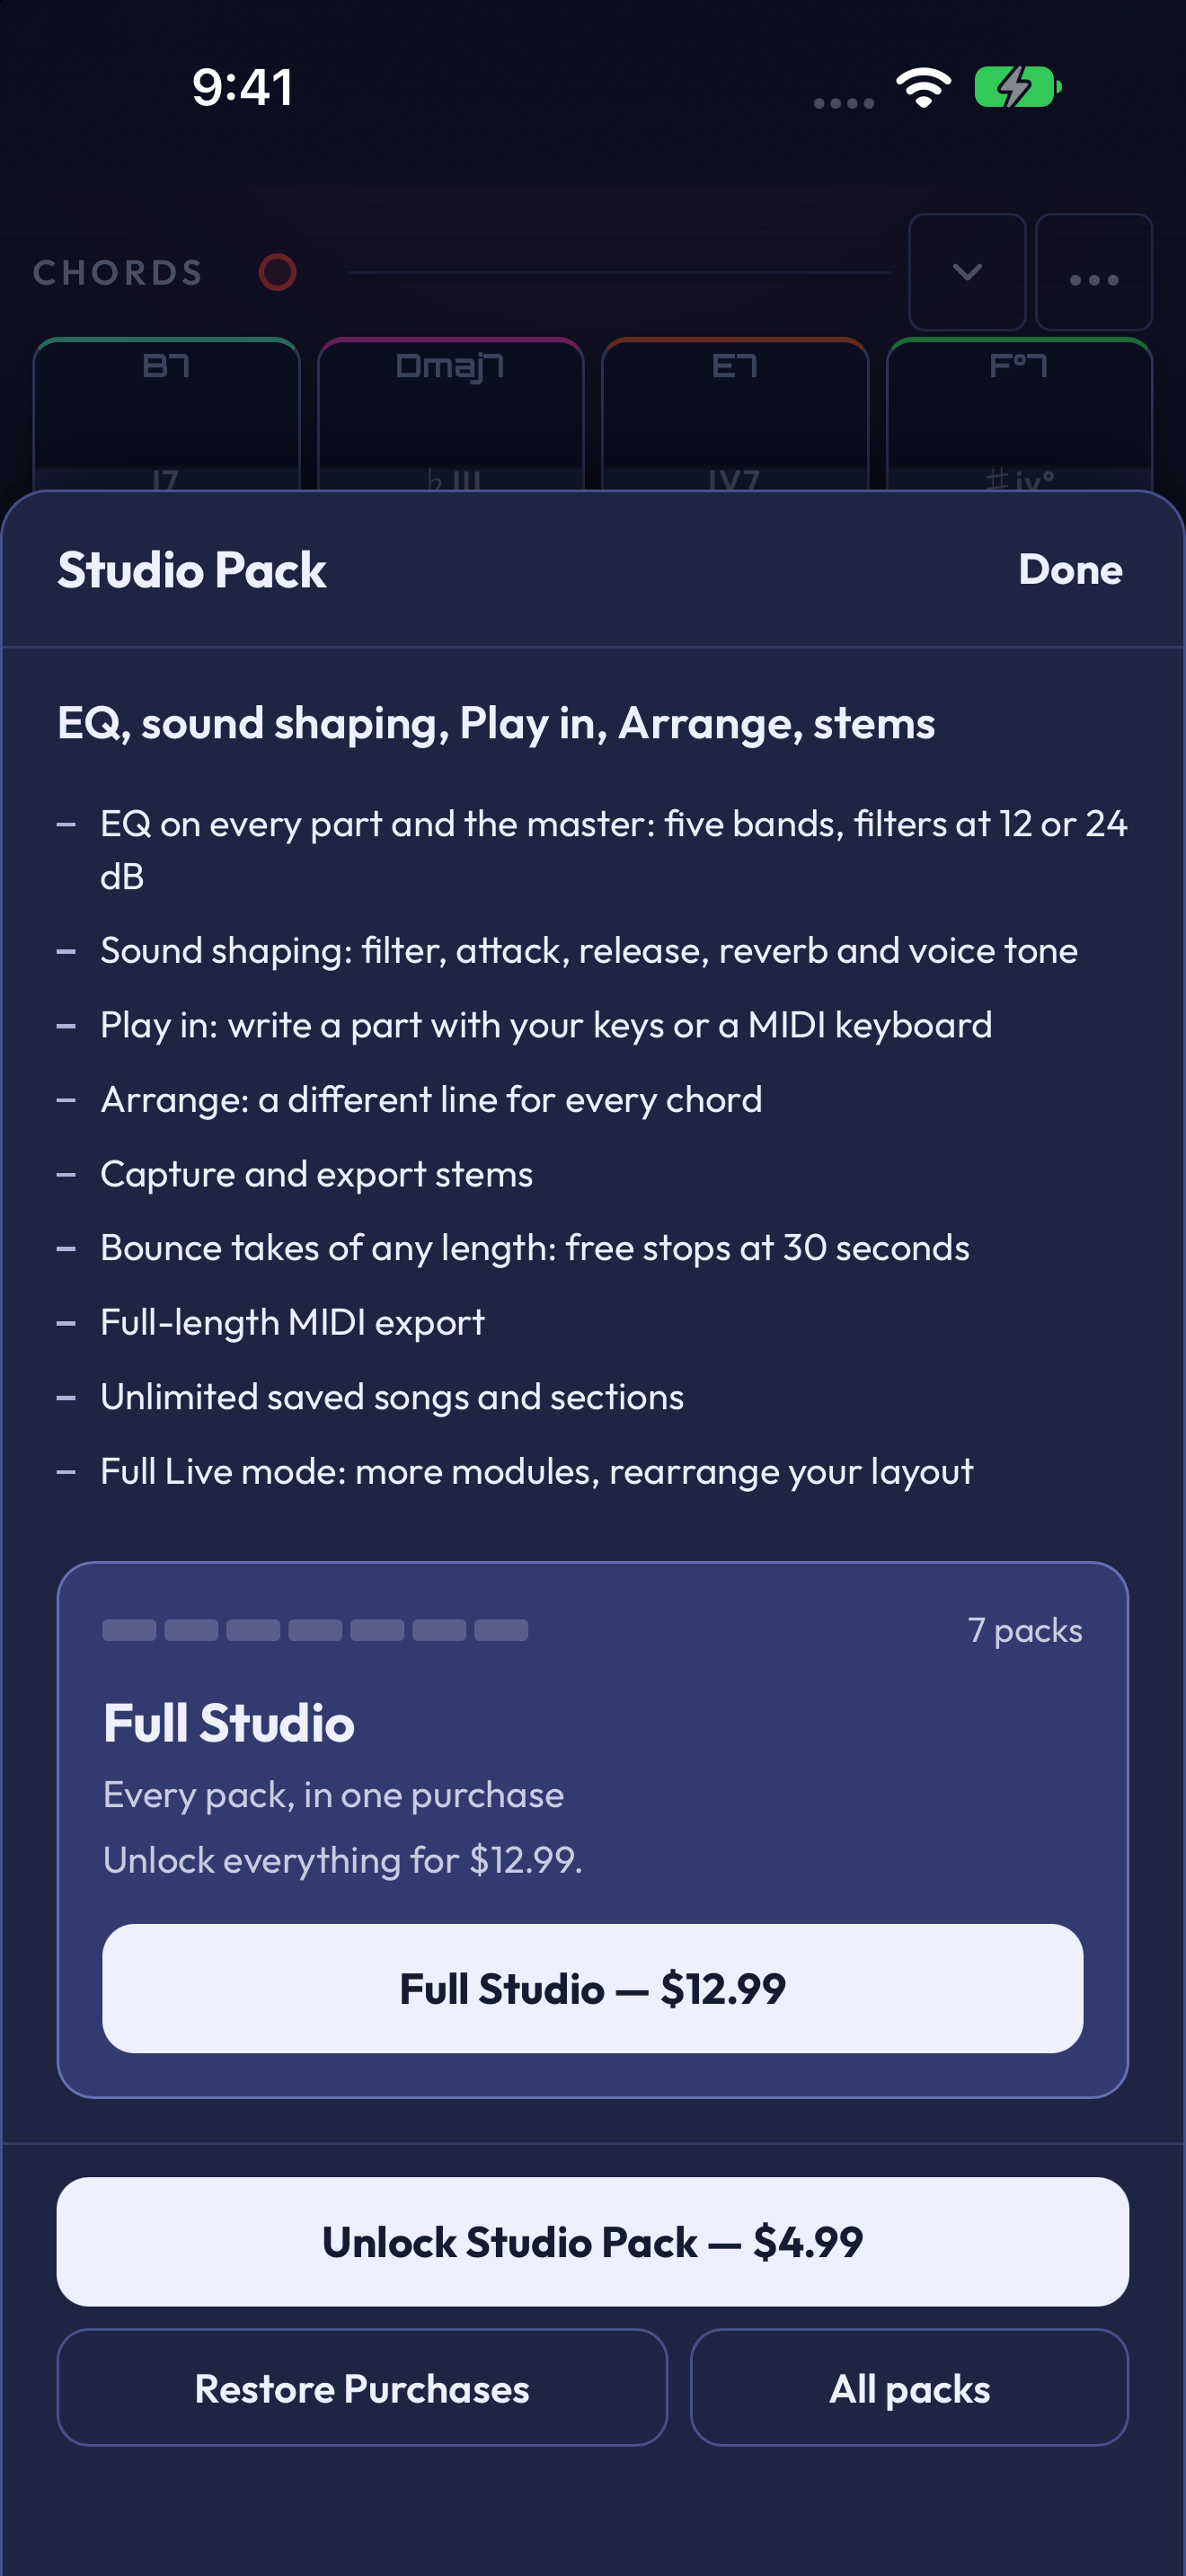 9:41
CHORDS
B7 Dmaj7 E7 F°7
I7 ♭III IV7 ♯iv°
Studio Pack Done
EQ, sound shaping, Play in, Arrange, stems
– EQ on every part and the master: five bands, filters at 12 or 24
dB
– Sound shaping: filter, attack, release, reverb and voice tone
– Play in: write a part with your keys or a MIDI keyboard
– Arrange: a different line for every chord
– Capture and export stems
– Bounce takes of any length: free stops at 30 seconds
– Full-length MIDI export
– Unlimited saved songs and sections
– Full Live mode: more modules, rearrange your layout
7 packs
Full Studio
Every pack, in one purchase
Unlock everything for $12.99.
Full Studio — $12.99
Unlock Studio Pack — $4.99
Restore Purchases All packs